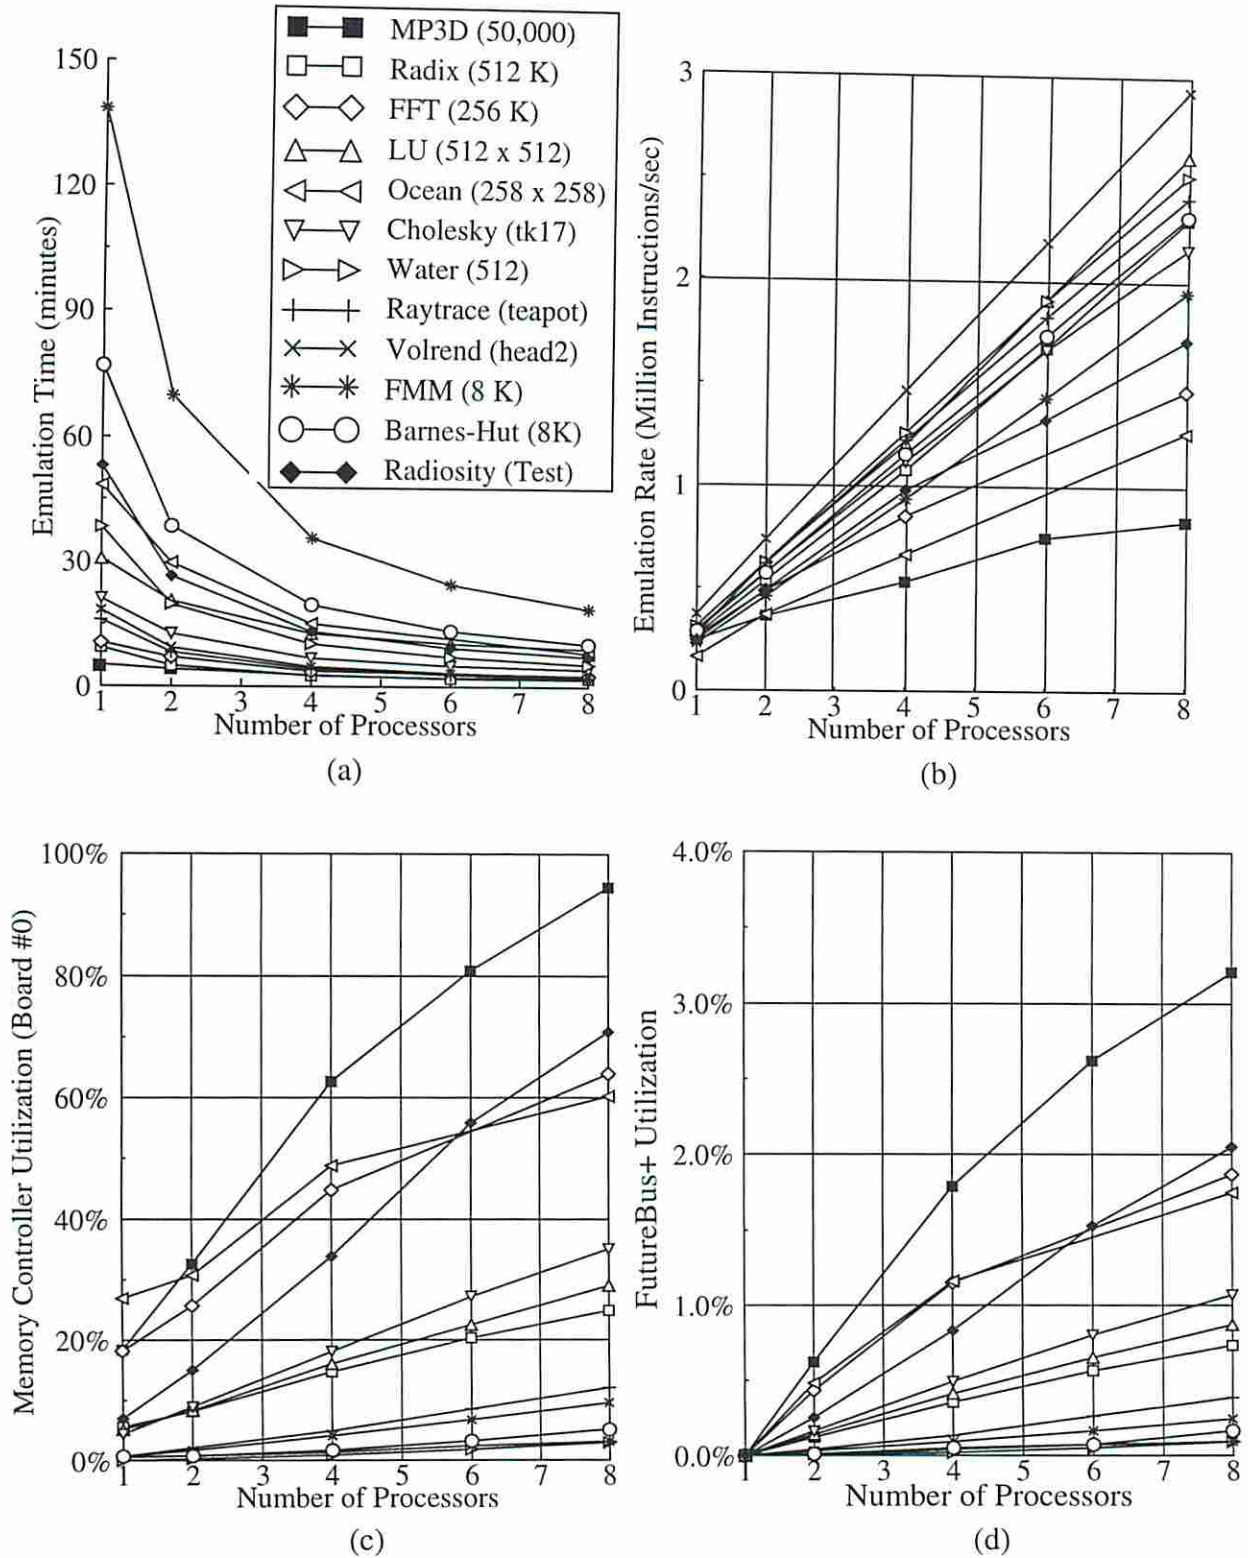 MP3D (50,000)
Radix (512 K)
FFT (256 K)
LU (512 x 512)
Ocean (258 x 258)
Cholesky (tk17)
Water (512)
Raytrace (teapot)
Volrend (head2)
FMM (8 K)
Barnes-Hut (8K)
Radiosity (Test)
Emulation Time (minutes)
150
120
90
60
30
0
1 2 3 4 5 6 7 8
Number of Processors
(a)
Emulation Rate (Million Instructions/sec)
3
2
1
0
1 2 3 4 5 6 7 8
Number of Processors
(b)
Memory Controller Utilization (Board #0)
100%
80%
60%
40%
20%
0%
1 2 3 4 5 6 7 8
Number of Processors
(c)
FutureBus+ Utilization
4.0%
3.0%
2.0%
1.0%
0.0%
1 2 3 4 5 6 7 8
Number of Processors
(d)